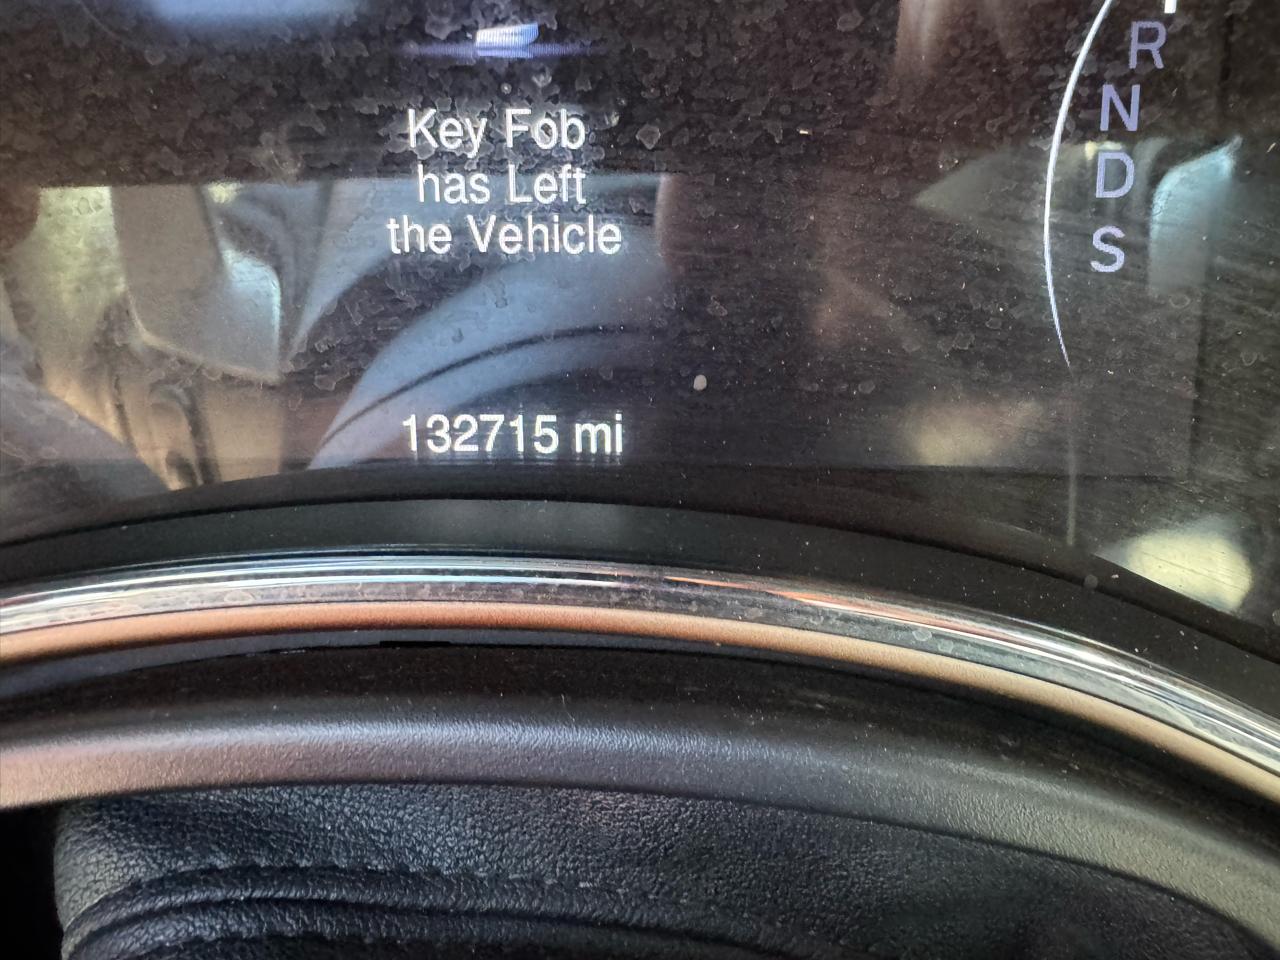 Key Fob
has Left
the Vehicle
132715 mi
R
N
D
S